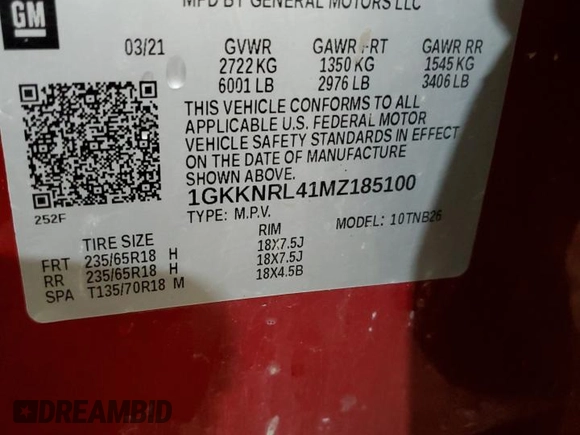 MFD BY GENERAL MOTORS LLC
GM
03/21 GVWR GAWR FRT GAWR RR
2722 KG 1350 KG 1545 KG
6001 LB 2976 LB 3406 LB
THIS VEHICLE CONFORMS TO ALL
APPLICABLE U.S. FEDERAL MOTOR
VEHICLE SAFETY STANDARDS IN EFFECT
ON THE DATE OF MANUFACTURE
SHOWN ABOVE.
252F
1GKKNRL41MZ185100
TYPE: M.P.V. MODEL: 10TNB26
TIRE SIZE RIM
FRT 235/65R18 H 18X7.5J
RR 235/65R18 H 18X7.5J
SPA T135/70R18 M 18X4.5B
DREAMBID